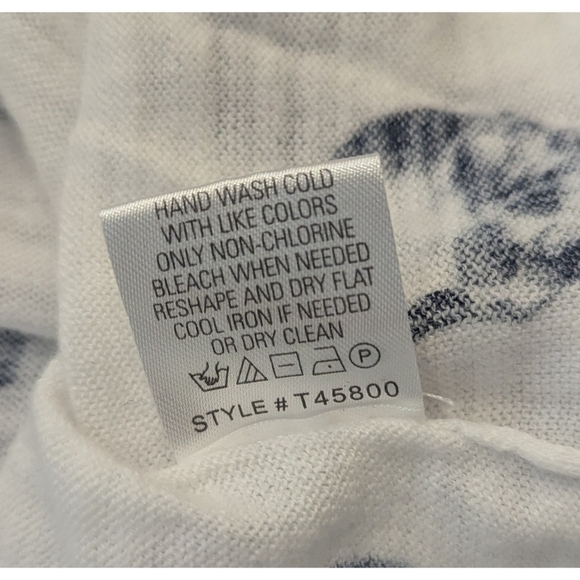 HAND WASH COLD
WITH LIKE COLORS
ONLY NON-CHLORINE
BLEACH WHEN NEEDED
RESHAPE AND DRY FLAT
COOL IRON IF NEEDED
OR DRY CLEAN
P
STYLE # T45800